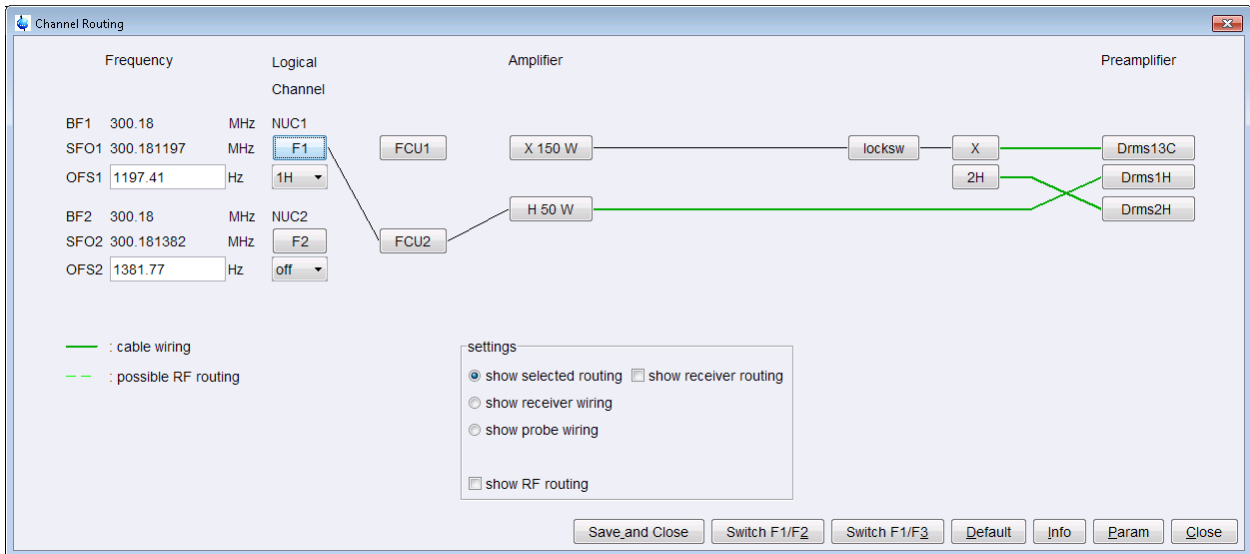 Channel Routing
Frequency Logical Channel Amplifier Preamplifier
BF1 300.18 MHz NUC1
SFO1 300.181197 MHz F1 FCU1 X 150 W locksw X Drms13C
OFS1 1197.41 Hz 1H 2H Drms1H
H 50 W Drms2H
BF2 300.18 MHz NUC2
SFO2 300.181382 MHz F2 FCU2
OFS2 1381.77 Hz off
: cable wiring
: possible RF routing
settings
show selected routing show receiver routing
show receiver wiring
show probe wiring
show RF routing
Save and Close Switch F1/F2 Switch F1/F3 Default Info Param Close